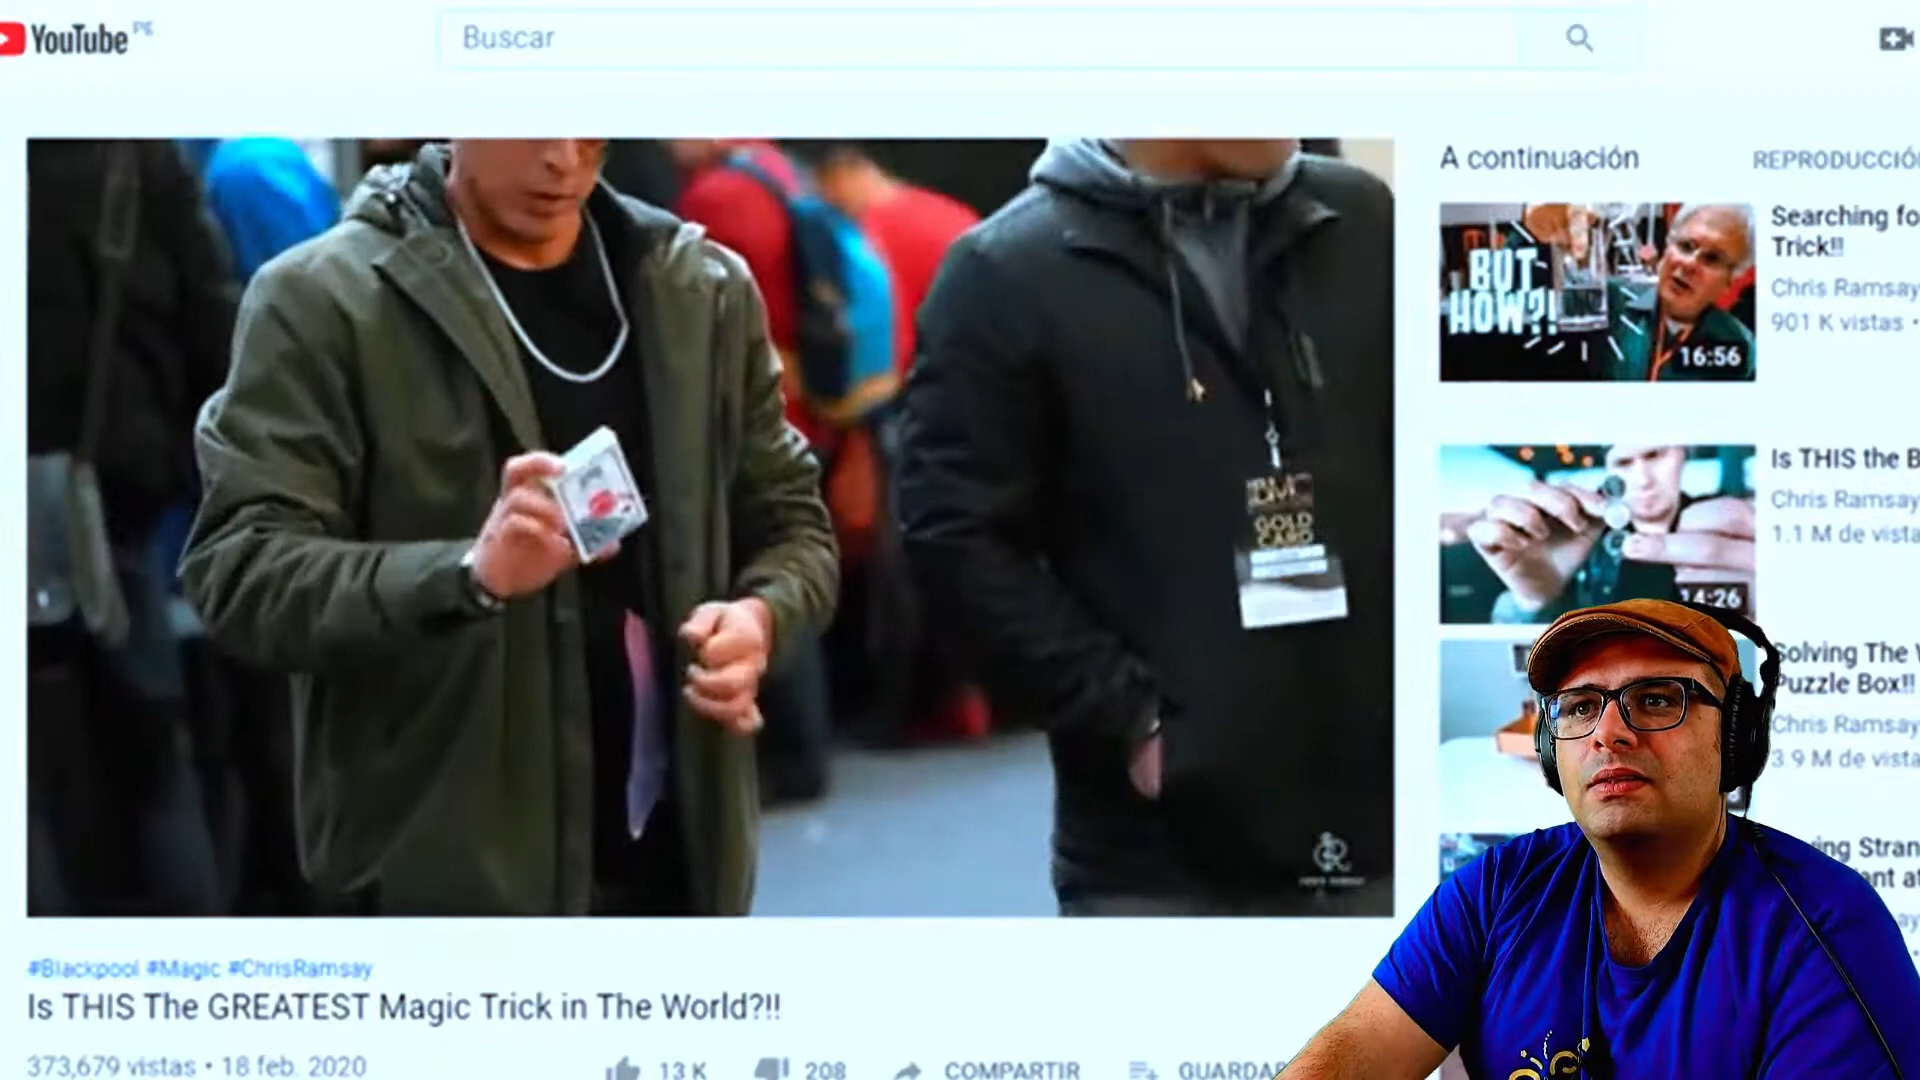 YouTube PE
Buscar
A continuación
REPRODUCCIÓ
BUT
HOW?!
16:56
Searching fo
Trick!!
Chris Ramsay
901 K vistas •
Is THIS the B
Chris Ramsay
1.1 M de vista
14:26
GOLD
CARD
Solving The
Puzzle Box!!
Chris Ramsay
3.9 M de vista
#Blackpool #Magic #ChrisRamsay
Is THIS The GREATEST Magic Trick in The World?!!
373,679 vistas • 18 feb. 2020
13 K
208
COMPARTIR
GUARDAR